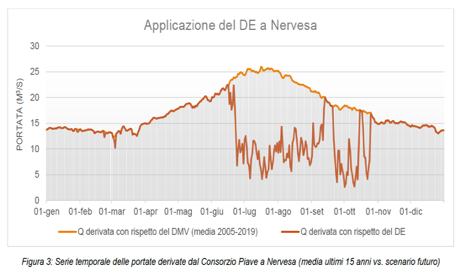 Applicazione del DE a Nervesa
PORTATA (M³/S)
30
25
20
15
10
5
0
01-gen 01-feb 01-mar 01-apr 01-mag 01-giu 01-lug 01-ago 01-set 01-ott 01-nov 01-dic
Q derivata con rispetto del DMV (media 2005-2019) Q derivata con rispetto del DE
Figura 3: Serie temporale delle portate derivate dal Consorzio Piave a Nervesa (media ultimi 15 anni vs. scenario futuro)